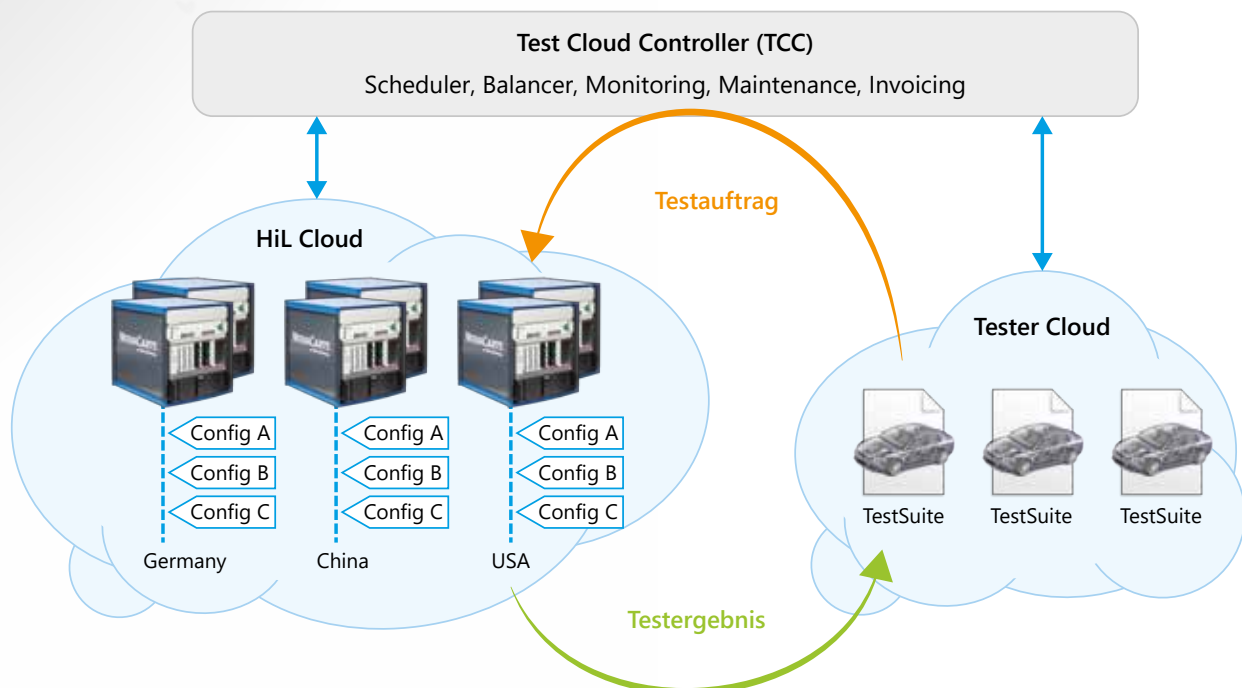 Test Cloud Controller (TCC)
Scheduler, Balancer, Monitoring, Maintenance, Invoicing
Testauftrag
HiL Cloud
Config A
Config B
Config C
Germany
Config A
Config B
Config C
China
Config A
Config B
Config C
USA
Tester Cloud
TestSuite
TestSuite
TestSuite
Testergebnis